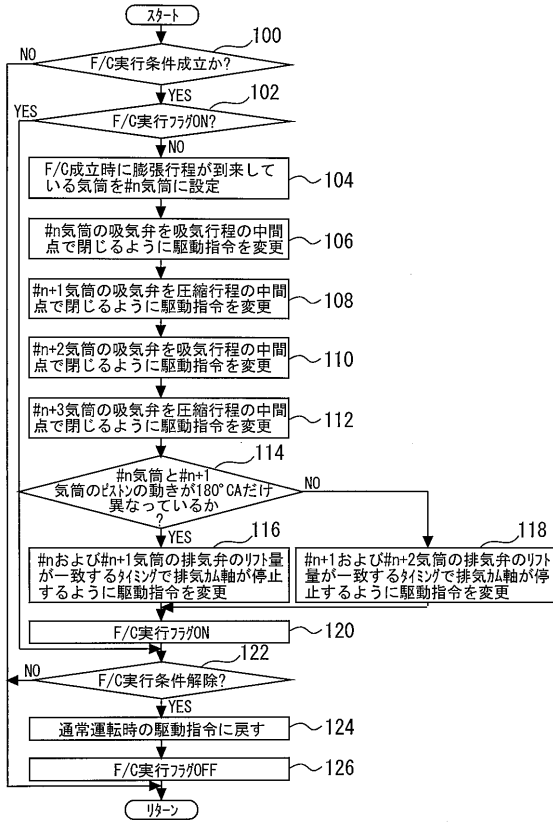 スタート
100
F/C実行条件成立か?
NO
YES
102
F/C実行フラグON?
YES
NO
F/C成立時に膨張行程が到来して
いる気筒を#n気筒に設定
104
#n気筒の吸気弁を吸気行程の中間
点で閉じるように駆動指令を変更
106
#n+1気筒の吸気弁を圧縮行程の中間
点で閉じるように駆動指令を変更
108
#n+2気筒の吸気弁を吸気行程の中間
点で閉じるように駆動指令を変更
110
#n+3気筒の吸気弁を圧縮行程の中間
点で閉じるように駆動指令を変更
112
114
#n気筒と#n+1
気筒のピストンの動きが180°CAだけ
異なっているか
?
NO
YES
116
118
#nおよび#n+1気筒の排気弁のリフト量
が一致するタイミングで排気カム軸が停止
するように駆動指令を変更
#n+1および#n+2気筒の排気弁のリフト
量が一致するタイミングで排気カム軸が停
止するように駆動指令を変更
F/C実行フラグON
120
122
F/C実行条件解除?
NO
YES
通常運転時の駆動指令に戻す
124
F/C実行フラグOFF
126
リターン